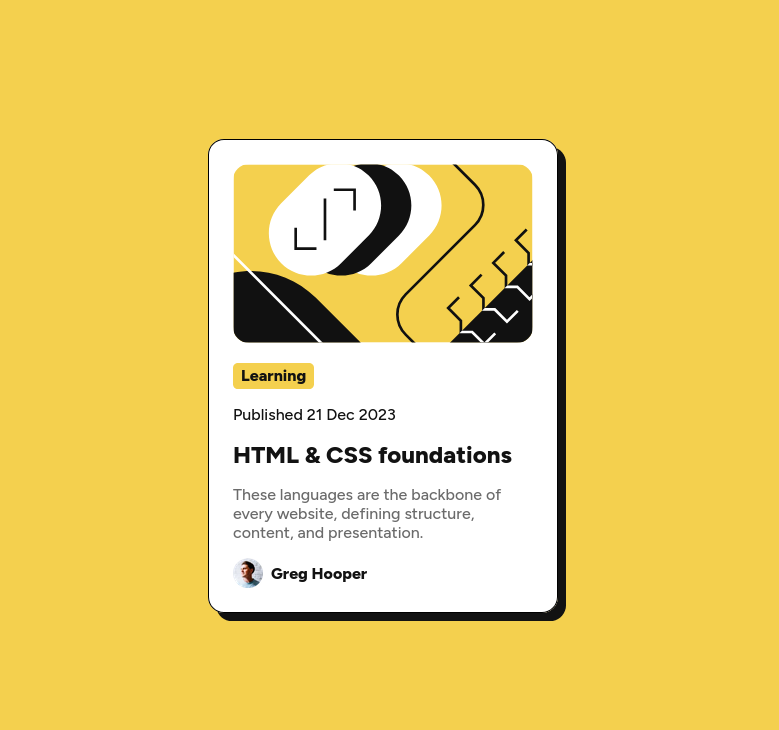 Learning
Published 21 Dec 2023
HTML & CSS foundations
These languages are the backbone of
every website, defining structure,
content, and presentation.
Greg Hooper